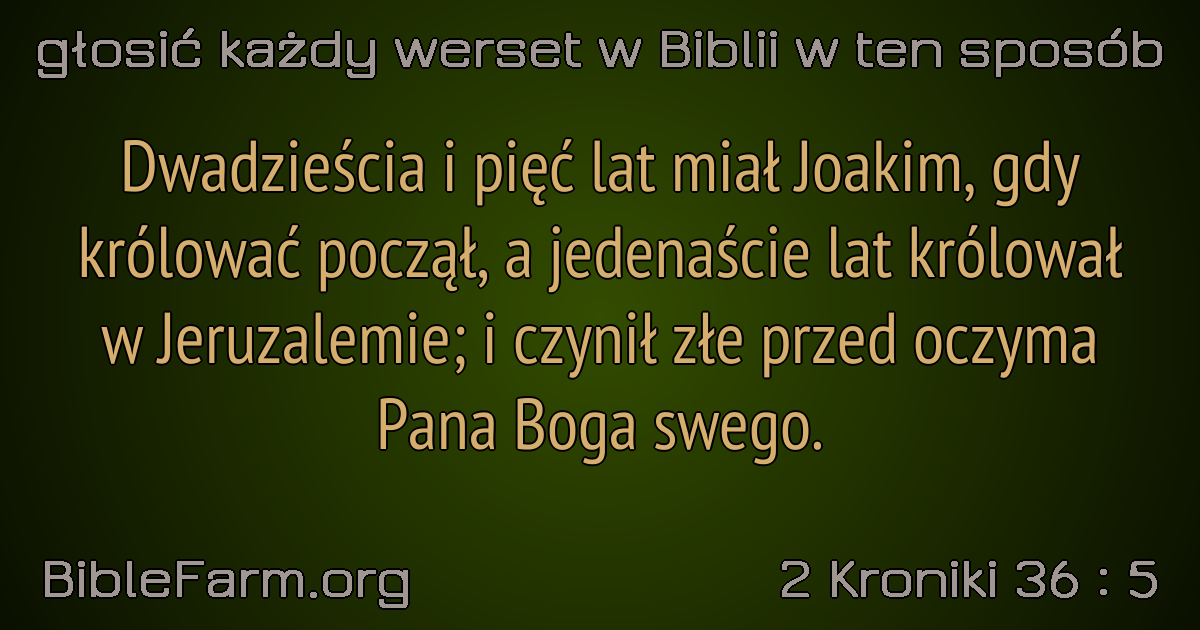 głosić każdy werset w Biblii w ten sposób
Dwadzieścia i pięć lat miał Joakim, gdy
królować począł, a jedenaście lat królował
w Jeruzalemie; i czynił złe przed oczyma
Pana Boga swego.
BibleFarm.org
2 Kroniki 36 : 5